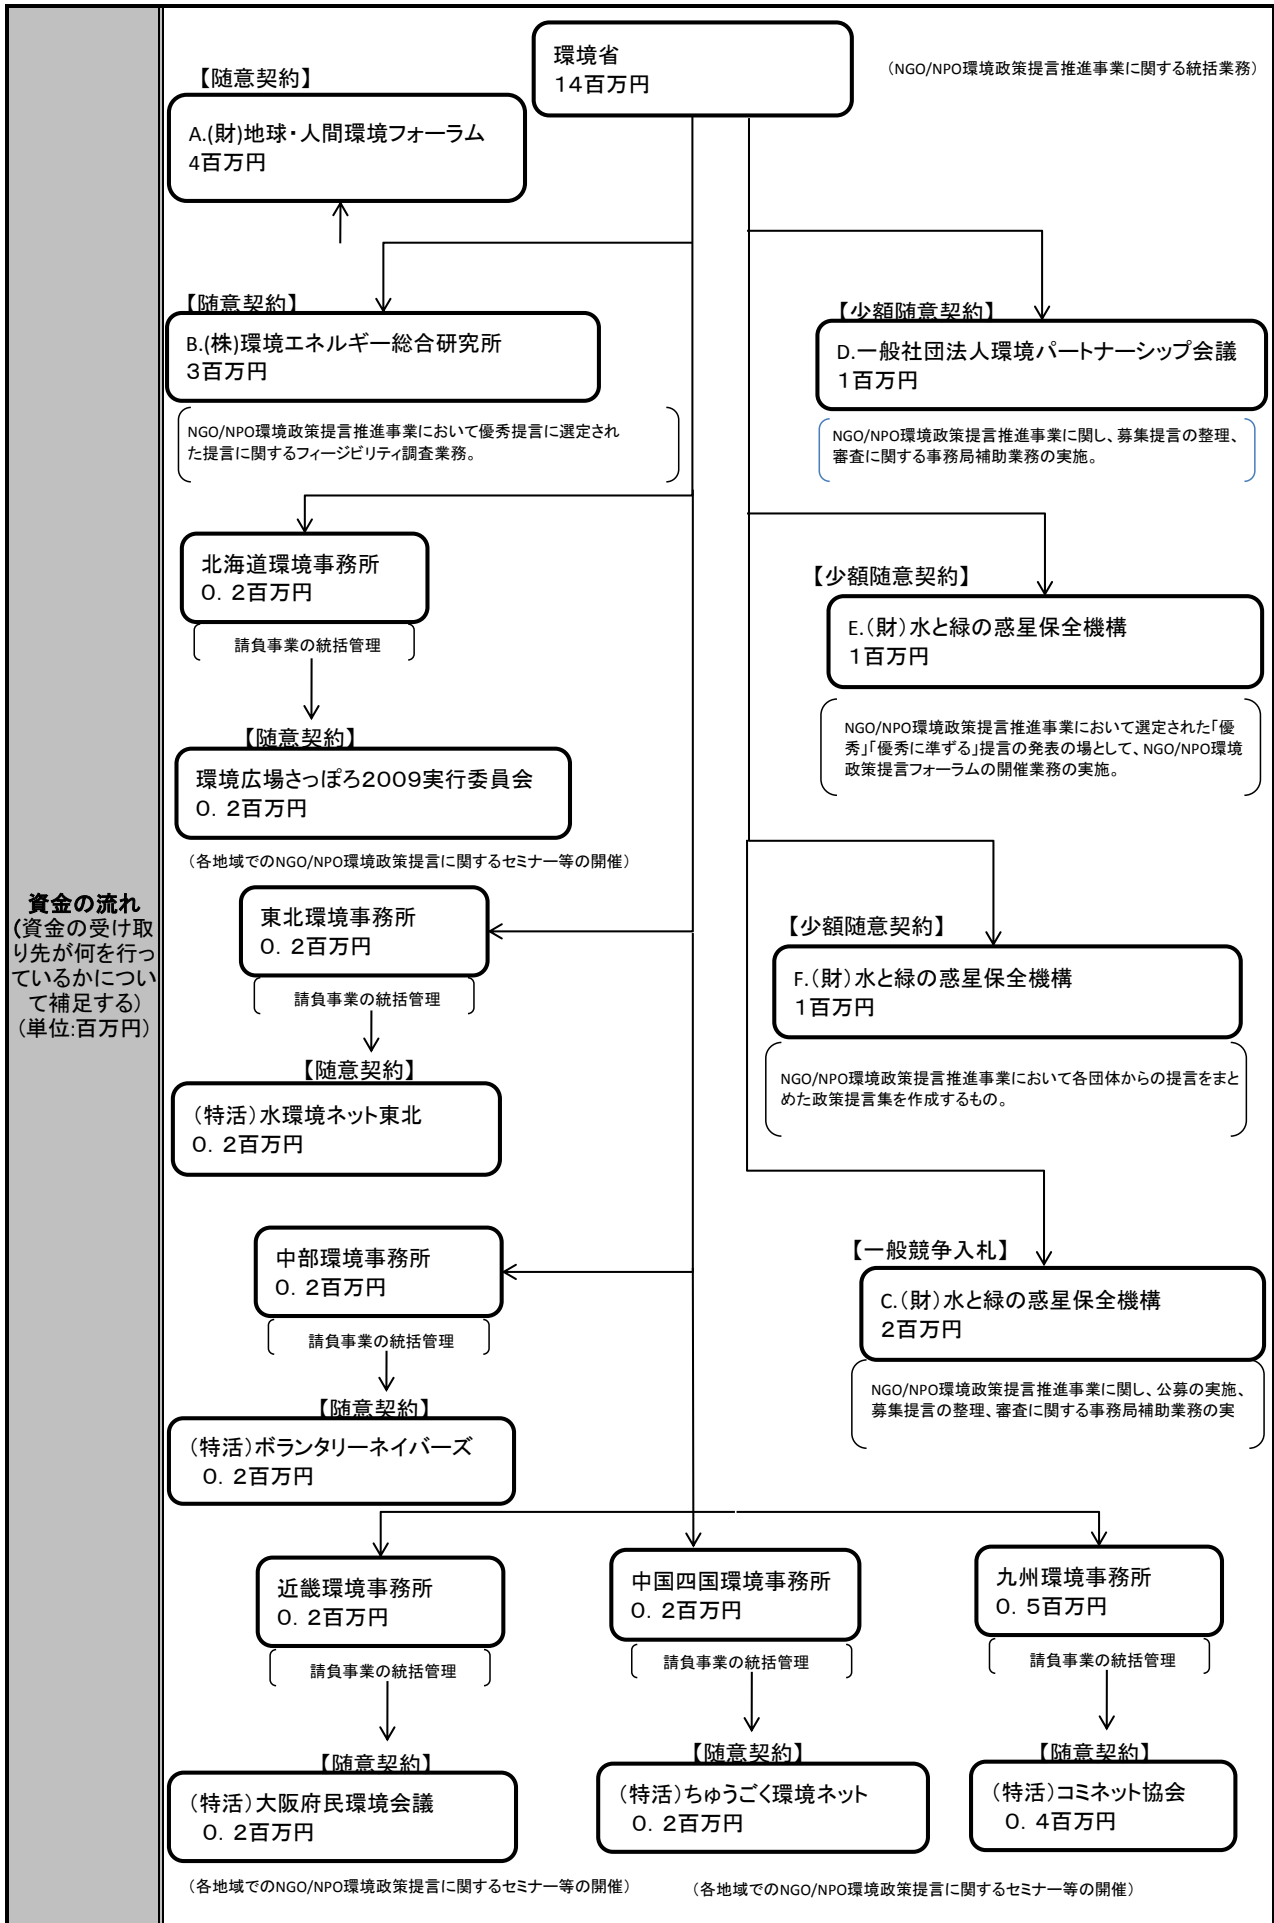 資金の流れ
(資金の受け取
り先が何を行っ
ているかについ
て補足する)
(単位:百万円)
環境省
14百万円
(NGO/NPO環境政策提言推進事業に関する統括業務)
【随意契約】
A.(財)地球・人間環境フォーラム
4百万円
【随意契約】
B.(株)環境エネルギー総合研究所
3百万円
NGO/NPO環境政策提言推進事業において優秀提言に選定され
た提言に関するフィージビリティ調査業務。
【少額随意契約】
D.一般社団法人環境パートナーシップ会議
1百万円
NGO/NPO環境政策提言推進事業に関し、募集提言の整理、
審査に関する事務局補助業務の実施。
北海道環境事務所
0.2百万円
請負事業の統括管理
【随意契約】
環境広場さっぽろ2009実行委員会
0.2百万円
(各地域でのNGO/NPO環境政策提言に関するセミナー等の開催)
【少額随意契約】
E.(財)水と緑の惑星保全機構
1百万円
NGO/NPO環境政策提言推進事業において選定された「優
秀」「優秀に準ずる」提言の発表の場として、NGO/NPO環境
政策提言フォーラムの開催業務の実施。
東北環境事務所
0.2百万円
請負事業の統括管理
【随意契約】
(特活)水環境ネット東北
0.2百万円
【少額随意契約】
F.(財)水と緑の惑星保全機構
1百万円
NGO/NPO環境政策提言推進事業において各団体からの提言をまと
めた政策提言集を作成するもの。
中部環境事務所
0.2百万円
請負事業の統括管理
【随意契約】
(特活)ボランタリーネイバーズ
0.2百万円
【一般競争入札】
C.(財)水と緑の惑星保全機構
2百万円
NGO/NPO環境政策提言推進事業に関し、公募の実施、
募集提言の整理、審査に関する事務局補助業務の実
近畿環境事務所
0.2百万円
請負事業の統括管理
【随意契約】
(特活)大阪府民環境会議
0.2百万円
(各地域でのNGO/NPO環境政策提言に関するセミナー等の開催)
中国四国環境事務所
0.2百万円
請負事業の統括管理
【随意契約】
(特活)ちゅうごく環境ネット
0.2百万円
(各地域でのNGO/NPO環境政策提言に関するセミナー等の開催)
九州環境事務所
0.5百万円
請負事業の統括管理
【随意契約】
(特活)コミネット協会
0.4百万円